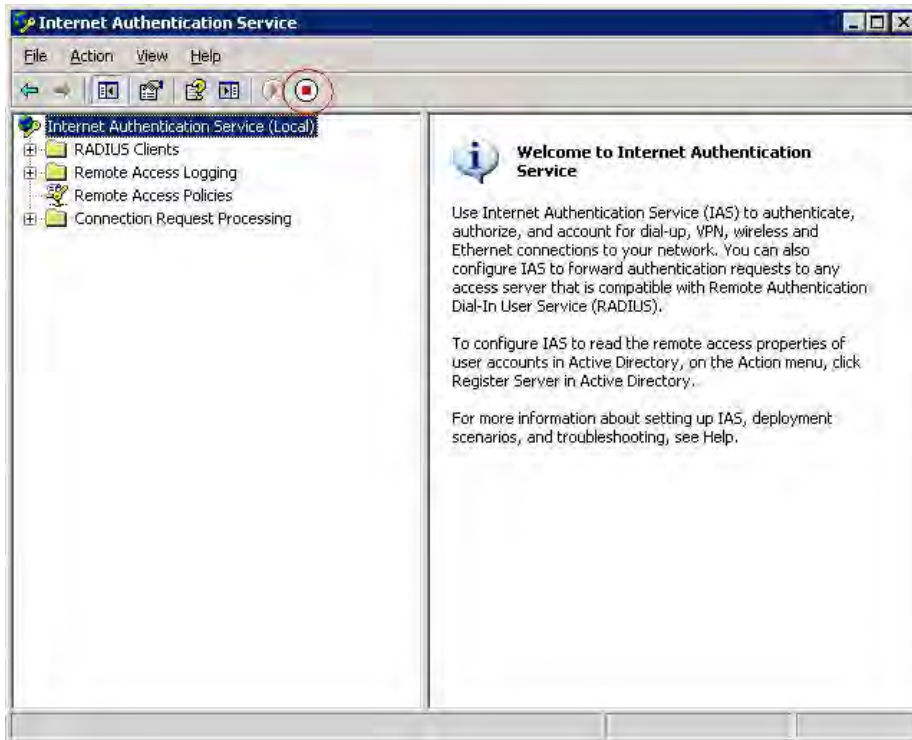 Internet Authentication Service
File Action View Help
Internet Authentication Service (Local)
RADIUS Clients
Remote Access Logging
Remote Access Policies
Connection Request Processing
Welcome to Internet Authentication
Service
Use Internet Authentication Service (IAS) to authenticate,
authorize, and account for dial-up, VPN, wireless and
Ethernet connections to your network. You can also
configure IAS to forward authentication requests to any
access server that is compatible with Remote Authentication
Dial-In User Service (RADIUS).
To configure IAS to read the remote access properties of
user accounts in Active Directory, on the Action menu, click
Register Server in Active Directory.
For more information about setting up IAS, deployment
scenarios, and troubleshooting, see Help.